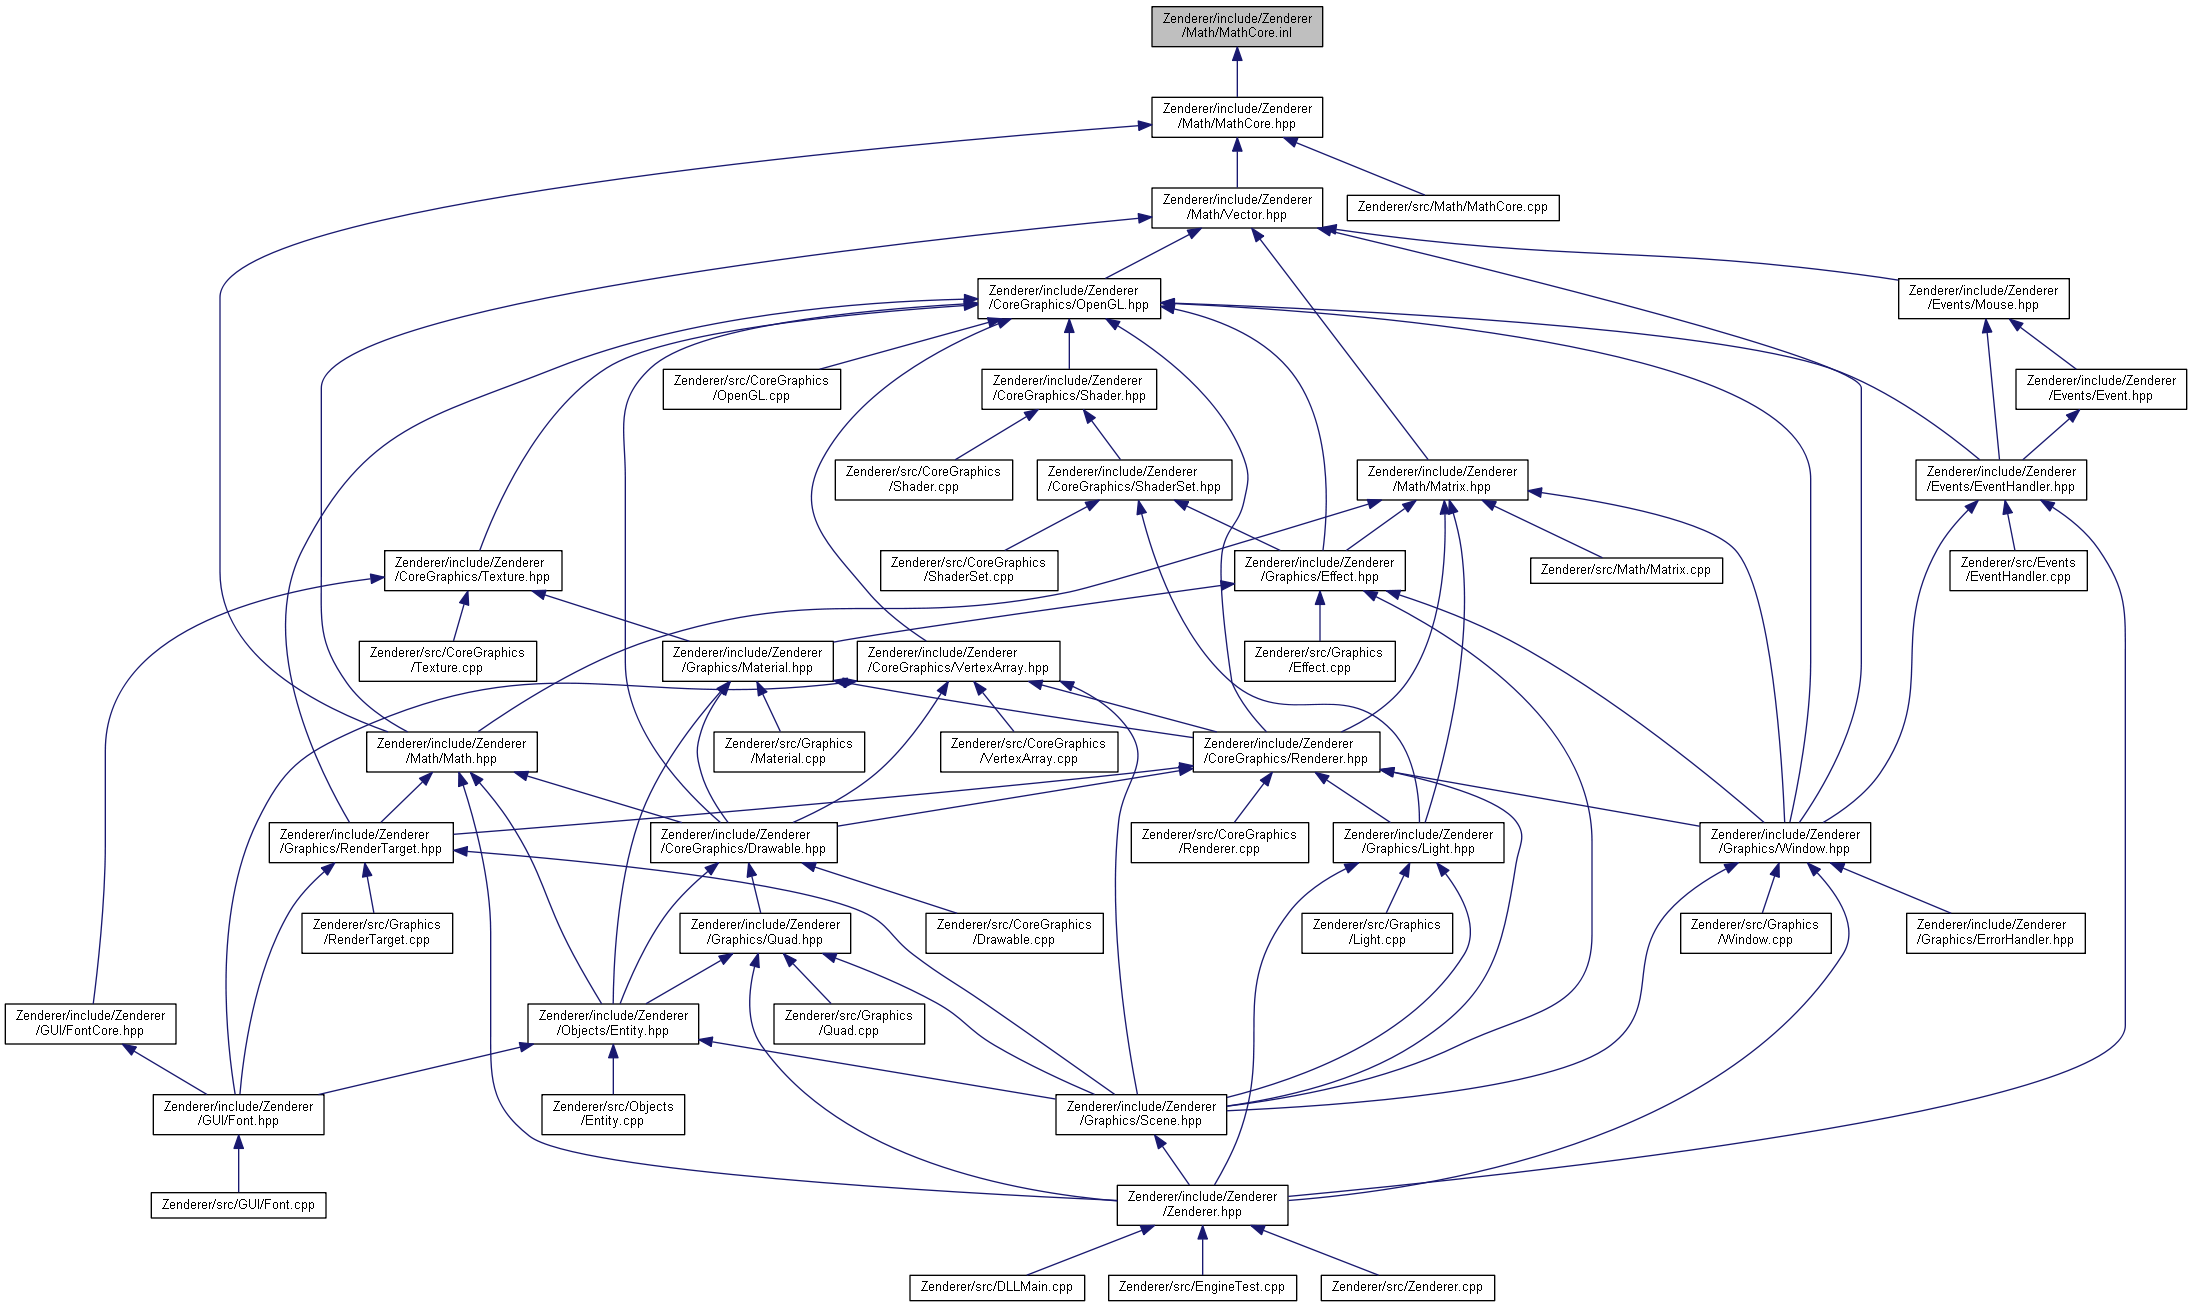 Zenderer/include/Zenderer
/Math/MathCore.inl
Zenderer/include/Zenderer
/Math/MathCore.hpp
Zenderer/include/Zenderer
/Math/Vector.hpp
Zenderer/src/Math/MathCore.cpp
Zenderer/include/Zenderer
/CoreGraphics/OpenGL.hpp
Zenderer/include/Zenderer
/Events/Mouse.hpp
Zenderer/src/CoreGraphics
/OpenGL.cpp
Zenderer/include/Zenderer
/CoreGraphics/Shader.hpp
Zenderer/include/Zenderer
/Events/Event.hpp
Zenderer/src/CoreGraphics
/Shader.cpp
Zenderer/include/Zenderer
/CoreGraphics/ShaderSet.hpp
Zenderer/include/Zenderer
/Math/Matrix.hpp
Zenderer/include/Zenderer
/Events/EventHandler.hpp
Zenderer/include/Zenderer
/CoreGraphics/Texture.hpp
Zenderer/src/CoreGraphics
/ShaderSet.cpp
Zenderer/include/Zenderer
/Graphics/Effect.hpp
Zenderer/src/Math/Matrix.cpp
Zenderer/src/Events
/EventHandler.cpp
Zenderer/src/CoreGraphics
/Texture.cpp
Zenderer/include/Zenderer
/Graphics/Material.hpp
Zenderer/include/Zenderer
/CoreGraphics/VertexArray.hpp
Zenderer/src/Graphics
/Effect.cpp
Zenderer/include/Zenderer
/Math/Math.hpp
Zenderer/src/Graphics
/Material.cpp
Zenderer/src/CoreGraphics
/VertexArray.cpp
Zenderer/include/Zenderer
/CoreGraphics/Renderer.hpp
Zenderer/include/Zenderer
/Graphics/RenderTarget.hpp
Zenderer/include/Zenderer
/CoreGraphics/Drawable.hpp
Zenderer/src/CoreGraphics
/Renderer.cpp
Zenderer/include/Zenderer
/Graphics/Light.hpp
Zenderer/include/Zenderer
/Graphics/Window.hpp
Zenderer/src/Graphics
/RenderTarget.cpp
Zenderer/include/Zenderer
/Graphics/Quad.hpp
Zenderer/src/CoreGraphics
/Drawable.cpp
Zenderer/src/Graphics
/Light.cpp
Zenderer/src/Graphics
/Window.cpp
Zenderer/include/Zenderer
/Graphics/ErrorHandler.hpp
Zenderer/include/Zenderer
/GUI/FontCore.hpp
Zenderer/include/Zenderer
/Objects/Entity.hpp
Zenderer/src/Graphics
/Quad.cpp
Zenderer/include/Zenderer
/GUI/Font.hpp
Zenderer/src/Objects
/Entity.cpp
Zenderer/include/Zenderer
/Graphics/Scene.hpp
Zenderer/src/GUI/Font.cpp
Zenderer/include/Zenderer
/Zenderer.hpp
Zenderer/src/DLLMain.cpp
Zenderer/src/EngineTest.cpp
Zenderer/src/Zenderer.cpp